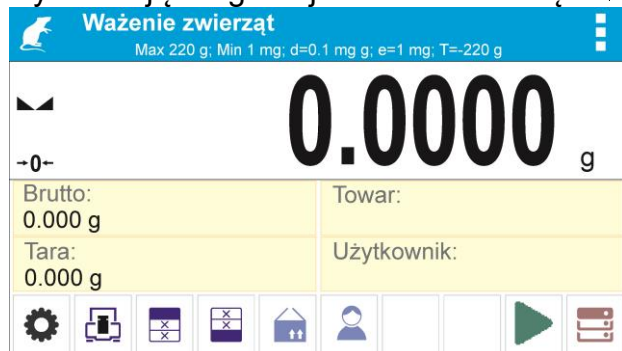 Ważenie zwierząt
Max 220 g; Min 1 mg; d=0.1 mg g; e=1 mg; T=-220 g
0.0000 g
→0←
Brutto:
0.000 g
Towar:
Tara:
0.000 g
Użytkownik: